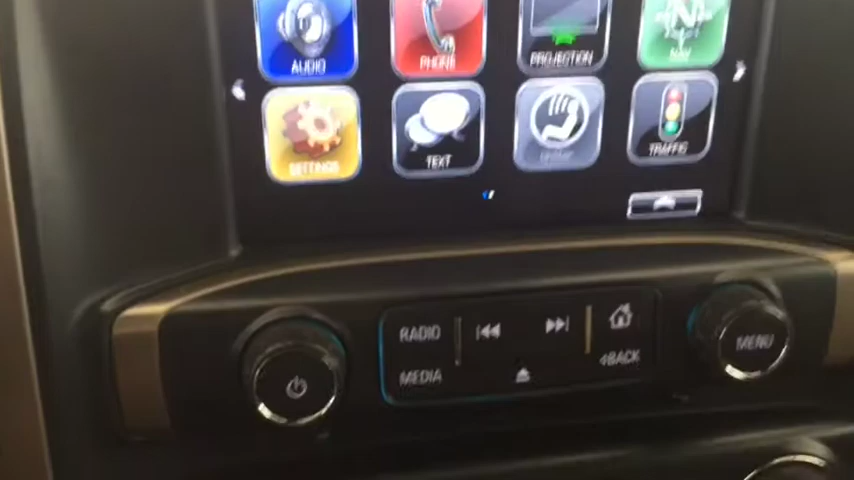 AUDIO PHONE PROJECTION NAV
SETTINGS TEXT TRAFFIC
RADIO
MENU
BACK
MEDIA